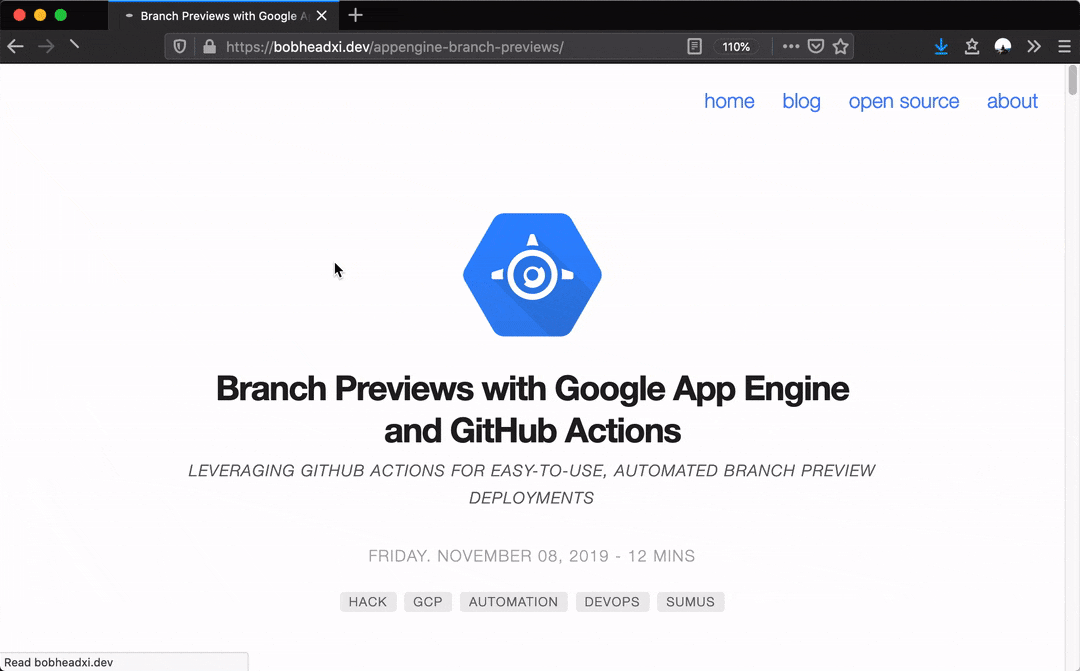 Branch Previews with Google A
https://bobheadxi.dev/appengine-branch-previews/
110%
home blog open source about
Branch Previews with Google App Engine
and GitHub Actions
LEVERAGING GITHUB ACTIONS FOR EASY-TO-USE, AUTOMATED BRANCH PREVIEW
DEPLOYMENTS
FRIDAY. NOVEMBER 08, 2019 - 12 MINS
HACK GCP AUTOMATION DEVOPS SUMUS
Read bobheadxi.dev